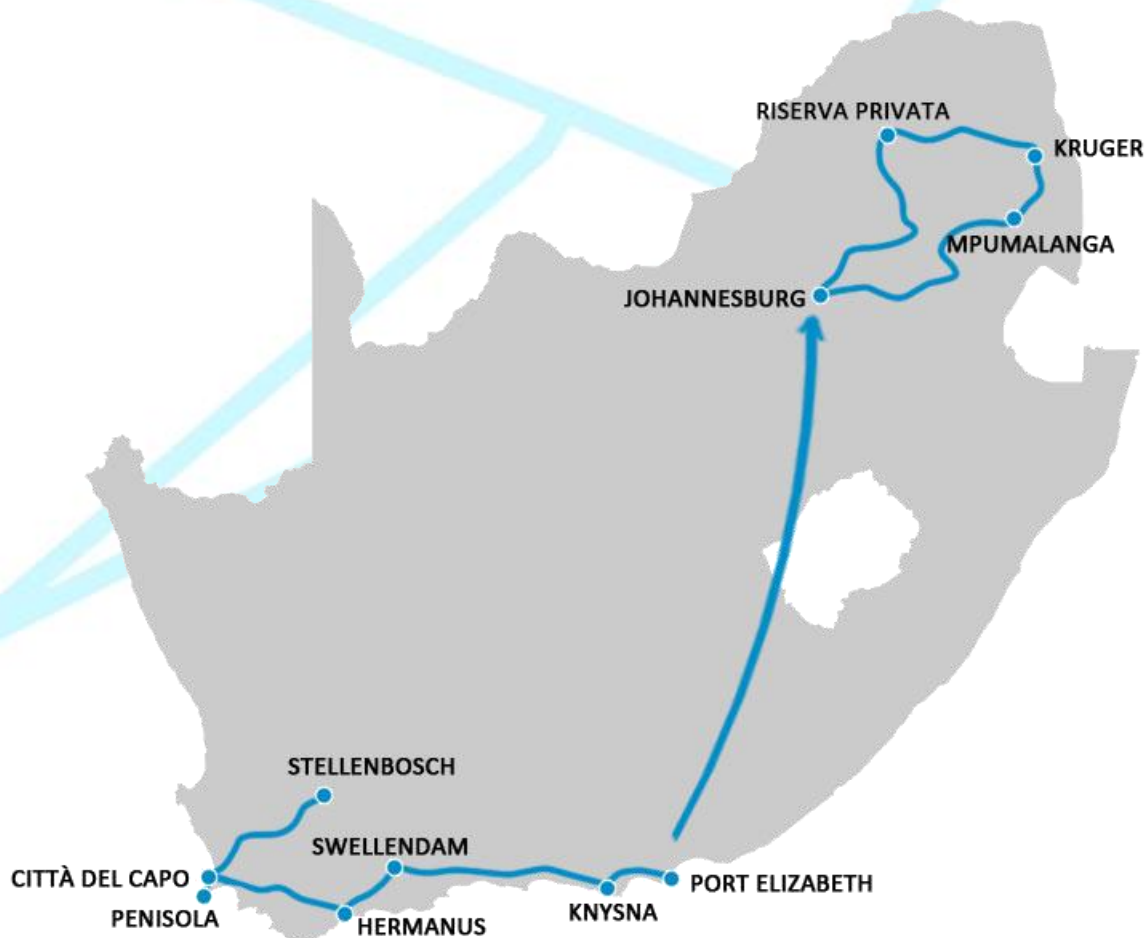 RISERVA PRIVATA
KRUGER
MPUMALANGA
JOHANNESBURG
STELLENBOSCH
SWELLENDAM
CITTÀ DEL CAPO
PENISOLA
HERMANUS
KNYSNA
PORT ELIZABETH